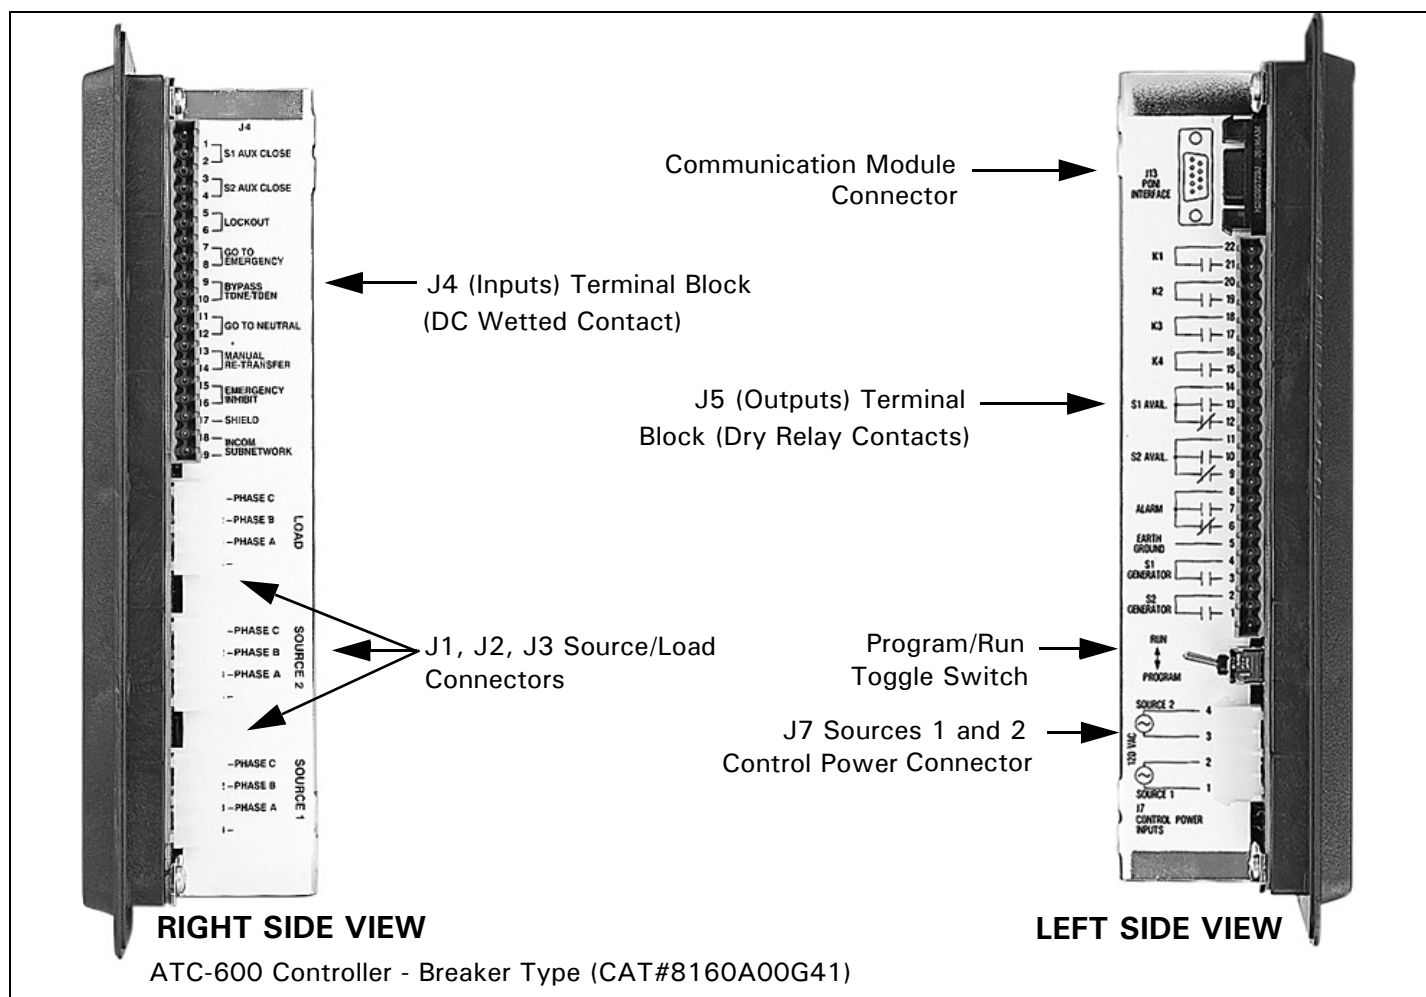 J4
1
2
S1 AUX CLOSE
3
4
S2 AUX CLOSE
5
6
LOCKOUT
7
8
GO TO
EMERGENCY
9
10
BYPASS
TDNE/TDEN
11
12
GO TO NEUTRAL
13
14
MANUAL
RE-TRANSFER
15
16
EMERGENCY
INHIBIT
17 SHIELD
18
INCOM
SUBNETWORK
PHASE C
PHASE B
PHASE A
LOAD
PHASE C
PHASE B
PHASE A
SOURCE 2
PHASE C
PHASE B
PHASE A
SOURCE 1
RIGHT SIDE VIEW
ATC-600 Controller - Breaker Type (CAT#8160A00G41)
J4 (Inputs) Terminal Block
(DC Wetted Contact)
J1, J2, J3 Source/Load
Connectors
Communication Module
Connector
J5 (Outputs) Terminal
Block (Dry Relay Contacts)
Program/Run
Toggle Switch
J7 Sources 1 and 2
Control Power Connector
J13
PONI
INTERFACE
K1
22
21
K2
20
19
K3
18
17
K4
16
15
S1 AVAIL.
14
13
12
S2 AVAIL.
11
10
9
ALARM
8
7
6
EARTH
GROUND
5
S1
GENERATOR
4
3
S2
GENERATOR
2
1
RUN
PROGRAM
SOURCE 2
4
3
120 VAC
2
1
SOURCE 1
J7
CONTROL POWER
INPUTS
LEFT SIDE VIEW